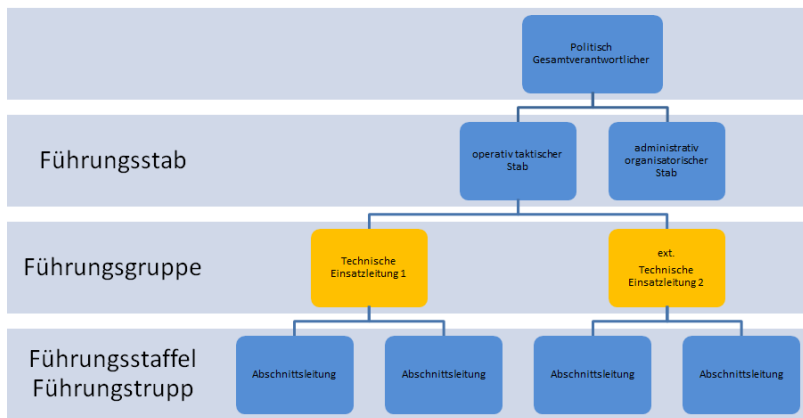 Politisch
Gesamtverantwortlicher
Führungsstab
operativ taktischer
Stab
administrativ
organisatorischer
Stab
Führungsgruppe
Technische
Einsatzleitung 1
ext.
Technische
Einsatzleitung 2
Führungsstaffel
Führungstrupp
Abschnittsleitung
Abschnittsleitung
Abschnittsleitung
Abschnittsleitung